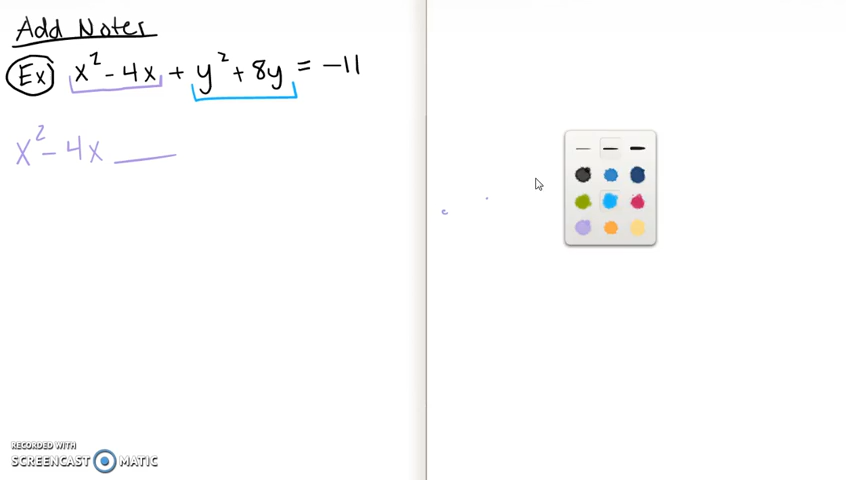 Add Notes
Ex x² - 4x + y² + 8y = -11
x² - 4x ___
RECORDED WITH
SCREENCAST MATIC